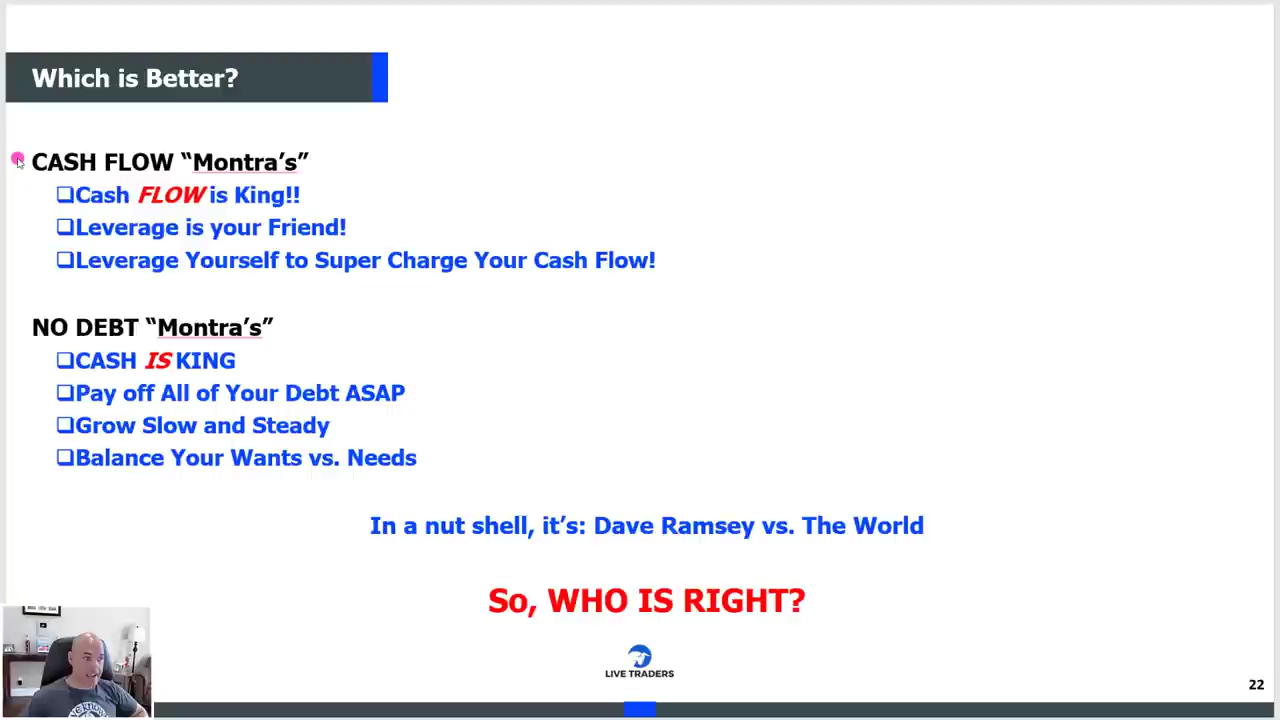 Which is Better?
CASH FLOW “Montra’s”
❑Cash FLOW is King!!
❑Leverage is your Friend!
❑Leverage Yourself to Super Charge Your Cash Flow!
NO DEBT “Montra’s”
❑CASH IS KING
❑Pay off All of Your Debt ASAP
❑Grow Slow and Steady
❑Balance Your Wants vs. Needs
In a nut shell, it’s: Dave Ramsey vs. The World
So, WHO IS RIGHT?
LIVE TRADERS
22